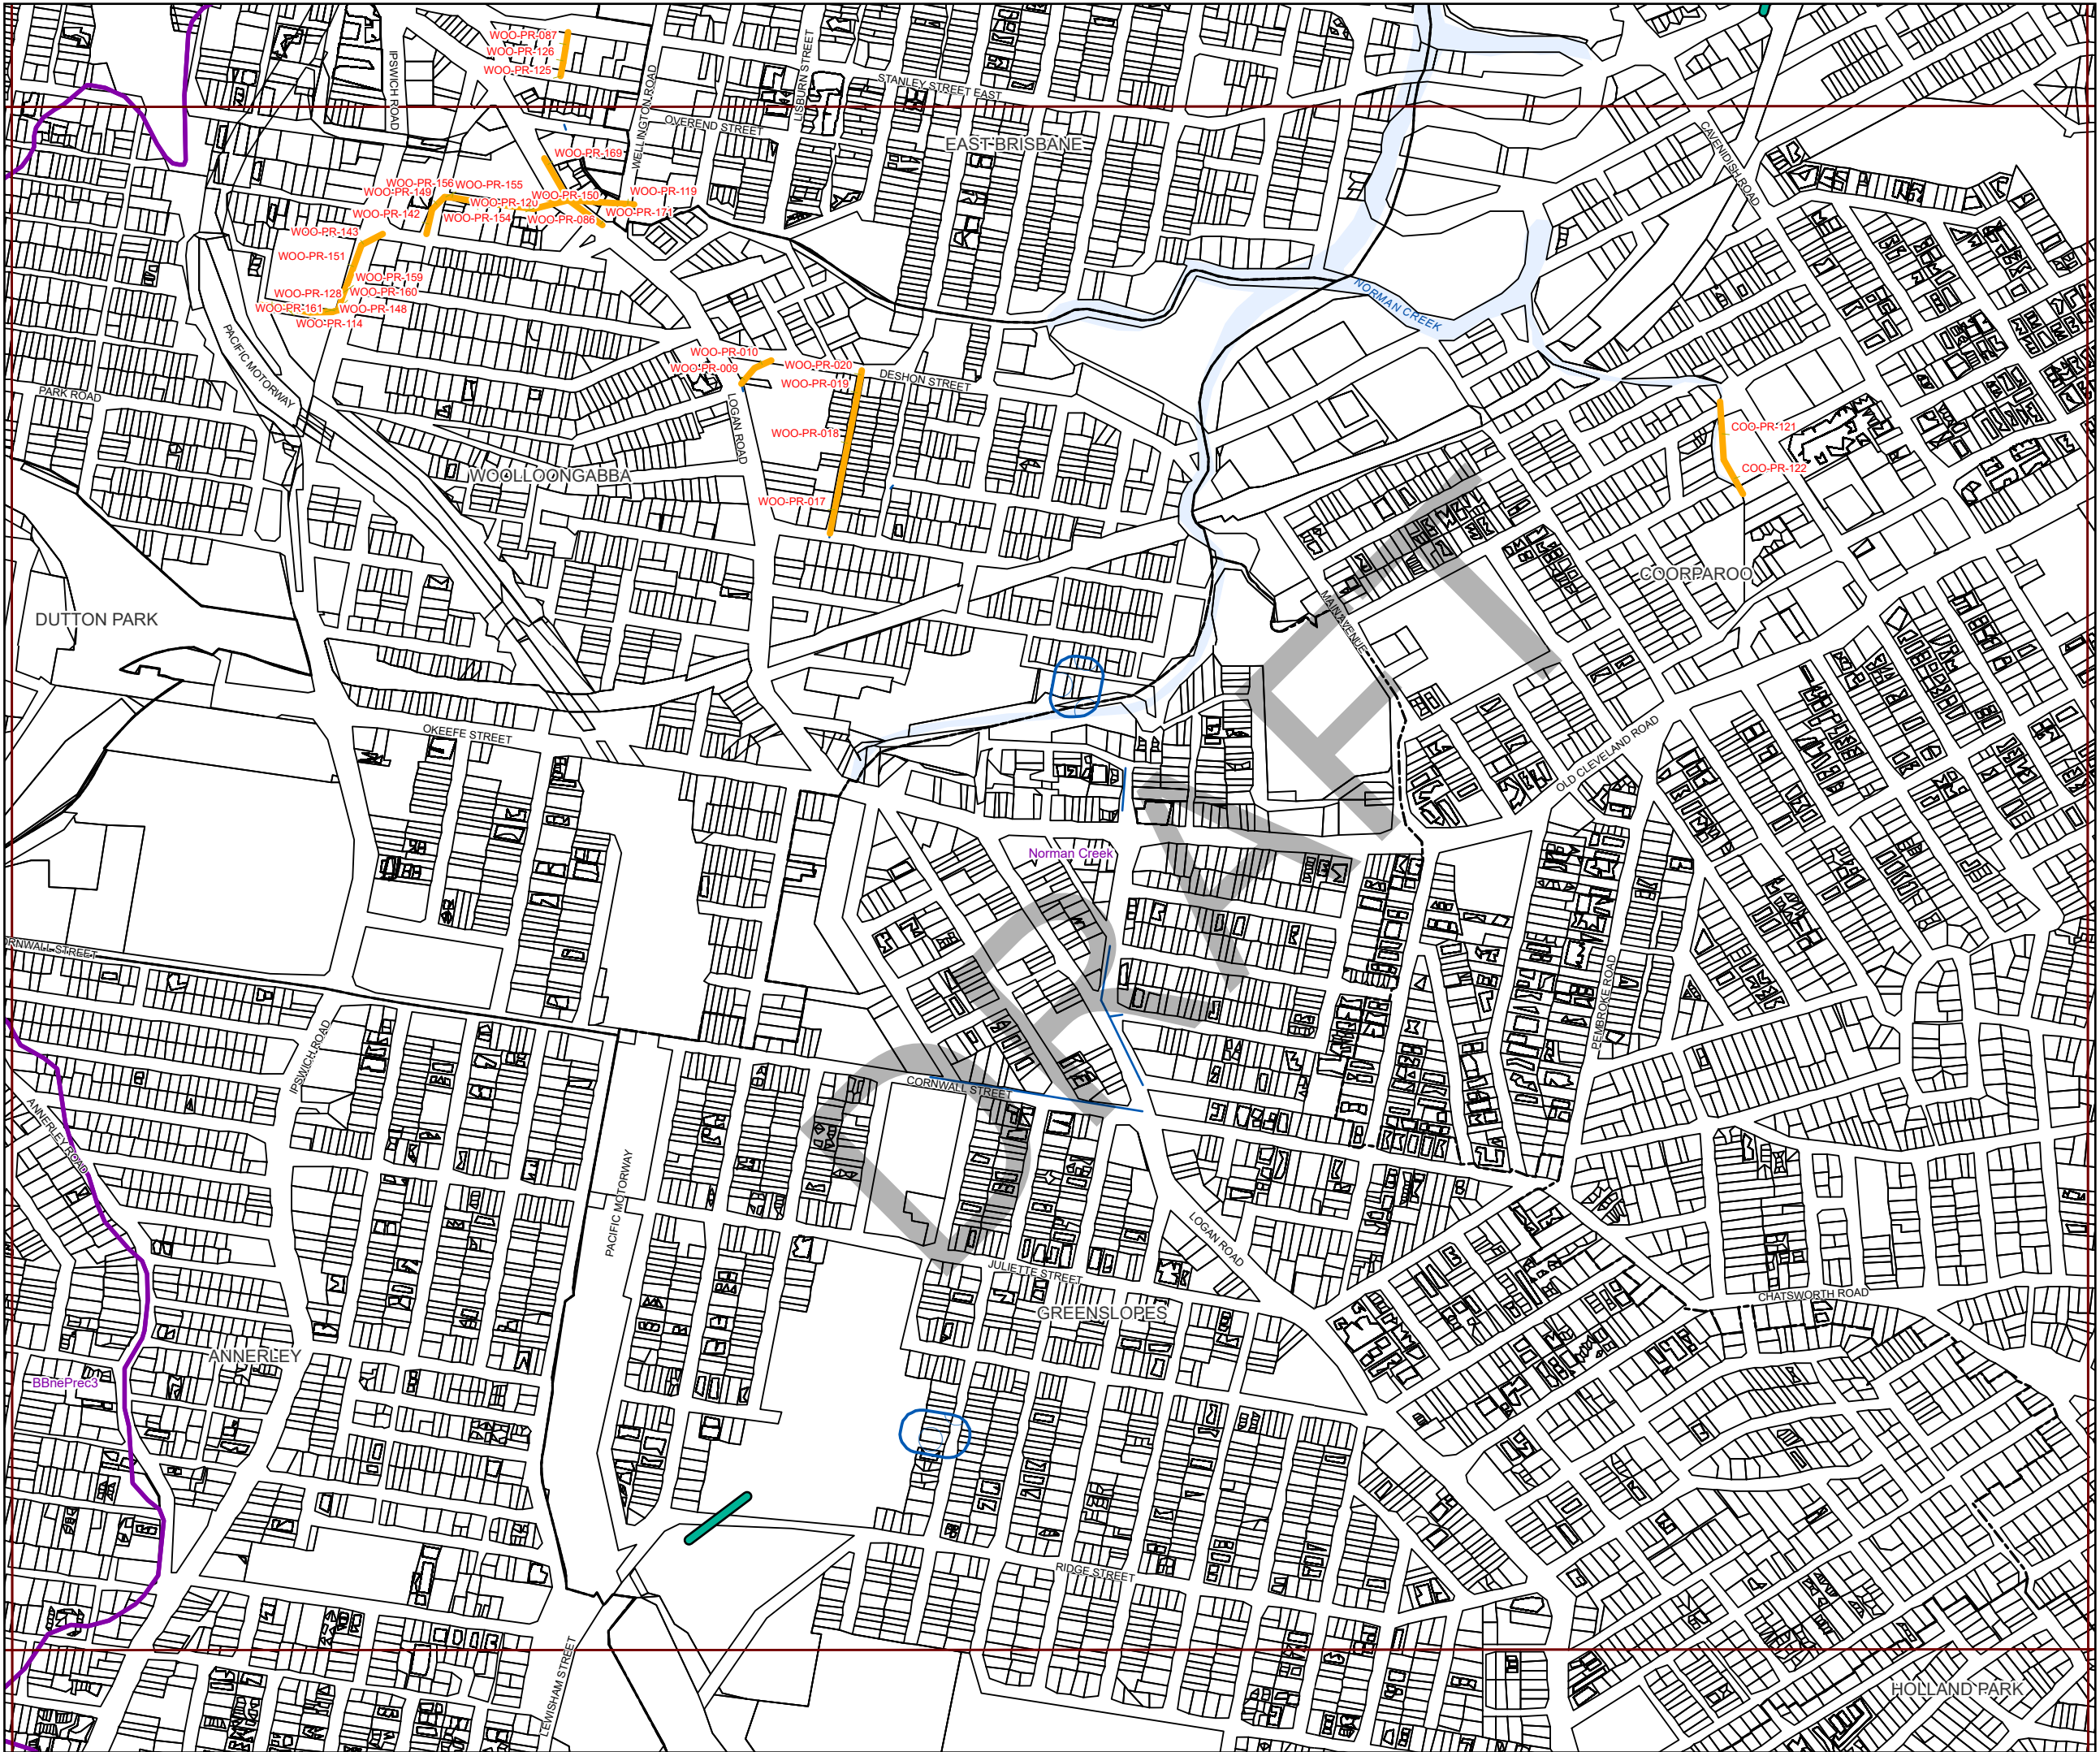 WOO-PR-087
WOO-PR-126
WOO-PR-125
IPSWICH ROAD
WELLINGTON ROAD
LISBURN STREET
STANLEY STREET EAST
OVEREND STREET
EAST BRISBANE
CAVENDISH ROAD
WOO-PR-169
WOO-PR-156
WOO-PR-155
WOO-PR-149
WOO-PR-150
WOO-PR-119
WOO-PR-120
WOO-PR-142
WOO-PR-154
WOO-PR-086
WOO-PR-171
WOO-PR-143
WOO-PR-151
WOO-PR-159
WOO-PR-128
WOO-PR-160
WOO-PR-161
WOO-PR-148
WOO-PR-114
NORMAN CREEK
PACIFIC MOTORWAY
WOO-PR-010
WOO-PR-009
WOO-PR-020
WOO-PR-019
DESHON STREET
PARK ROAD
LOGAN ROAD
WOO-PR-018
COO-PR-121
COO-PR-122
WOOLLOONGABBA
WOO-PR-017
COORPAROO
DUTTON PARK
MAIN AVENUE
OKEEFE STREET
OLD CLEVELAND ROAD
Norman Creek
DRAFT
CORNWALL STREET
PEMBROKE ROAD
IPSWICH ROAD
CORNWALL STREET
ANNERLEY ROAD
PACIFIC MOTORWAY
LOGAN ROAD
JULIETTE STREET
CHATSWORTH ROAD
GREENSLOPES
ANNERLEY
BBnePrec3
RIDGE STREET
LEWISHAM STREET
HOLLAND PARK